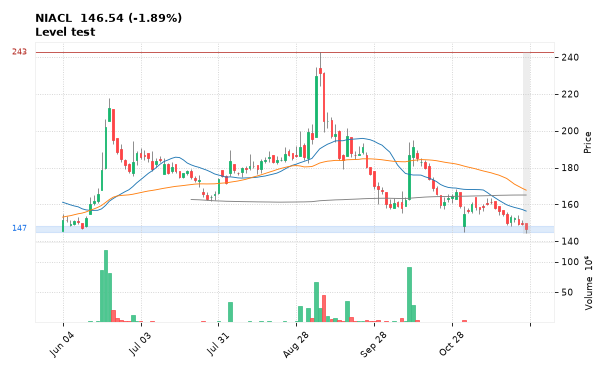 NIACL 146.54 (-1.89%)
Level test
243
147
240
220
200
180
160
140
Price
100
50
Volume 10⁶
Jun 04
Jul 03
Jul 31
Aug 28
Sep 28
Oct 28